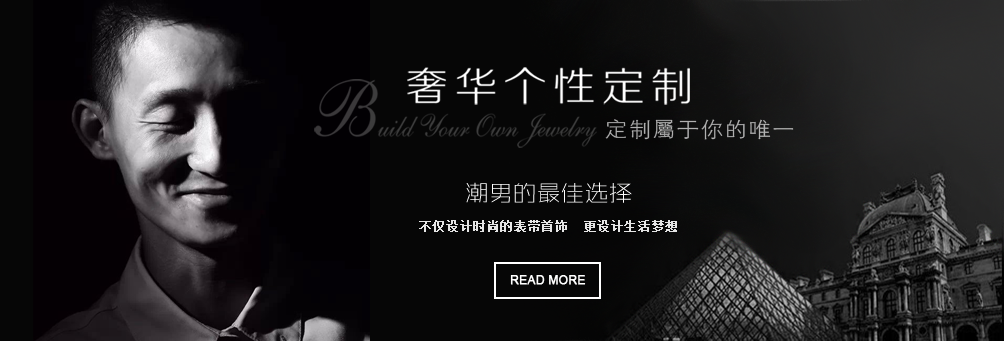 奢华个性定制
Build Your Own Jewelry 定制屬于你的唯一
潮男的最佳选择
不仅设计时尚的表带首饰 更设计生活梦想
READ MORE